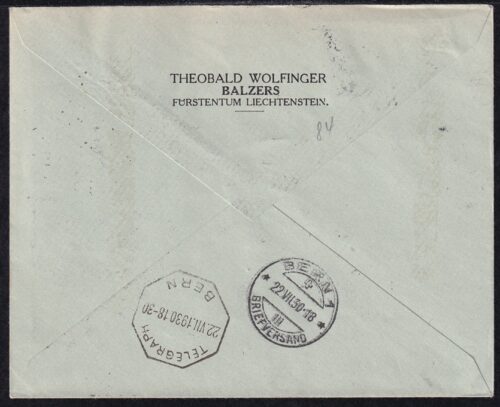 THEOBALD WOLFINGER
BALZERS
FÜRSTENTUM LIECHTENSTEIN.
84
BERN 1
22.VII.30-18
III
BRIEFVERSAND
TELEGRAPH
22.VII.1930.18-30
BERN